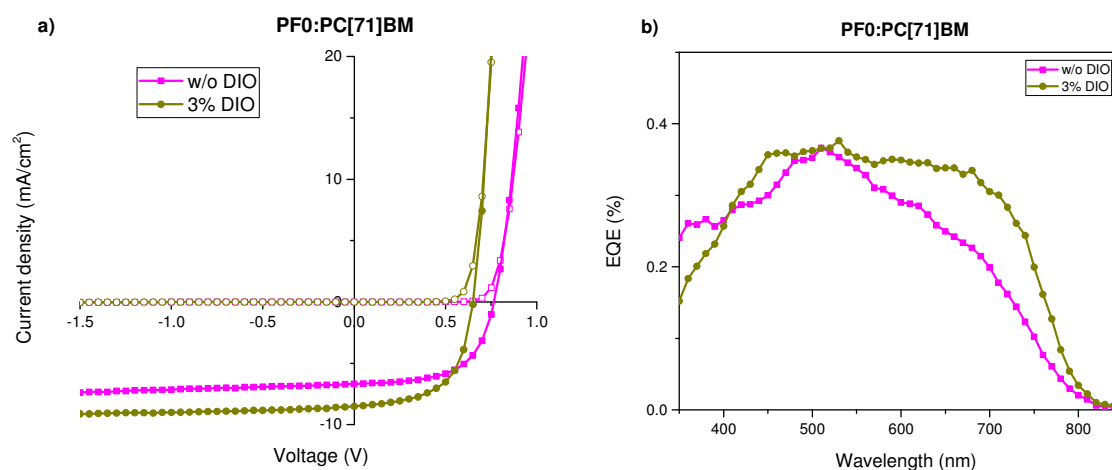 a)
PF0:PC[71]BM
w/o DIO
3% DIO
20
10
0
-10
-1.5
-1.0
-0.5
0.0
0.5
1.0
Current density (mA/cm²)
Voltage (V)
b)
PF0:PC[71]BM
w/o DIO
3% DIO
0.4
0.2
0.0
400
500
600
700
800
EQE (%)
Wavelength (nm)